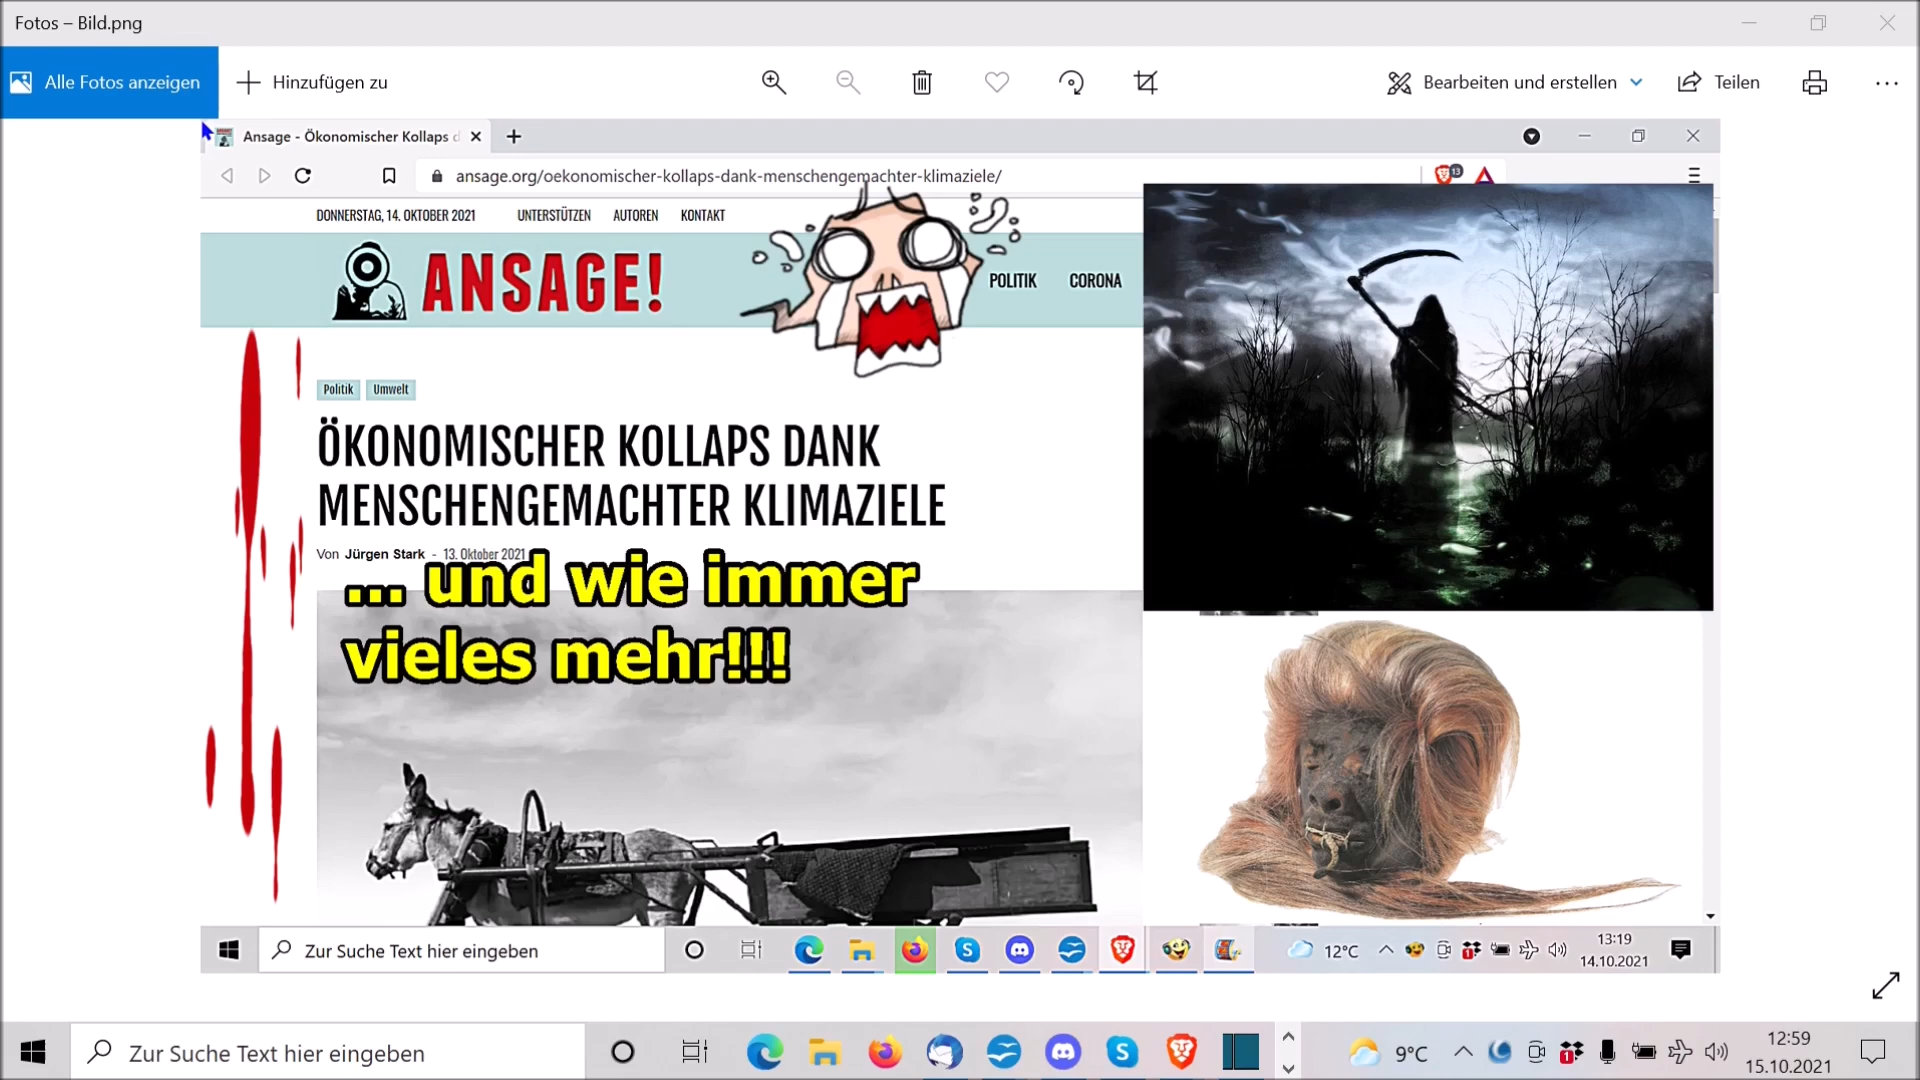 Fotos – Bild.png
Alle Fotos anzeigen
Hinzufügen zu
Bearbeiten und erstellen
Teilen
Ansage - Ökonomischer Kollaps d
ansage.org/oekonomischer-kollaps-dank-menschengemachter-klimaziele/
13
DONNERSTAG, 14. OKTOBER 2021 UNTERSTÜTZEN AUTOREN KONTAKT
ANSAGE!
POLITIK CORONA
Politik Umwelt
ÖKONOMISCHER KOLLAPS DANK
MENSCHENGEMACHTER KLIMAZIELE
Von Jürgen Stark - 13. Oktober 2021
... und wie immer
vieles mehr!!!
Zur Suche Text hier eingeben
12°C
1
13:19
14.10.2021
Zur Suche Text hier eingeben
9°C
1
12:59
15.10.2021